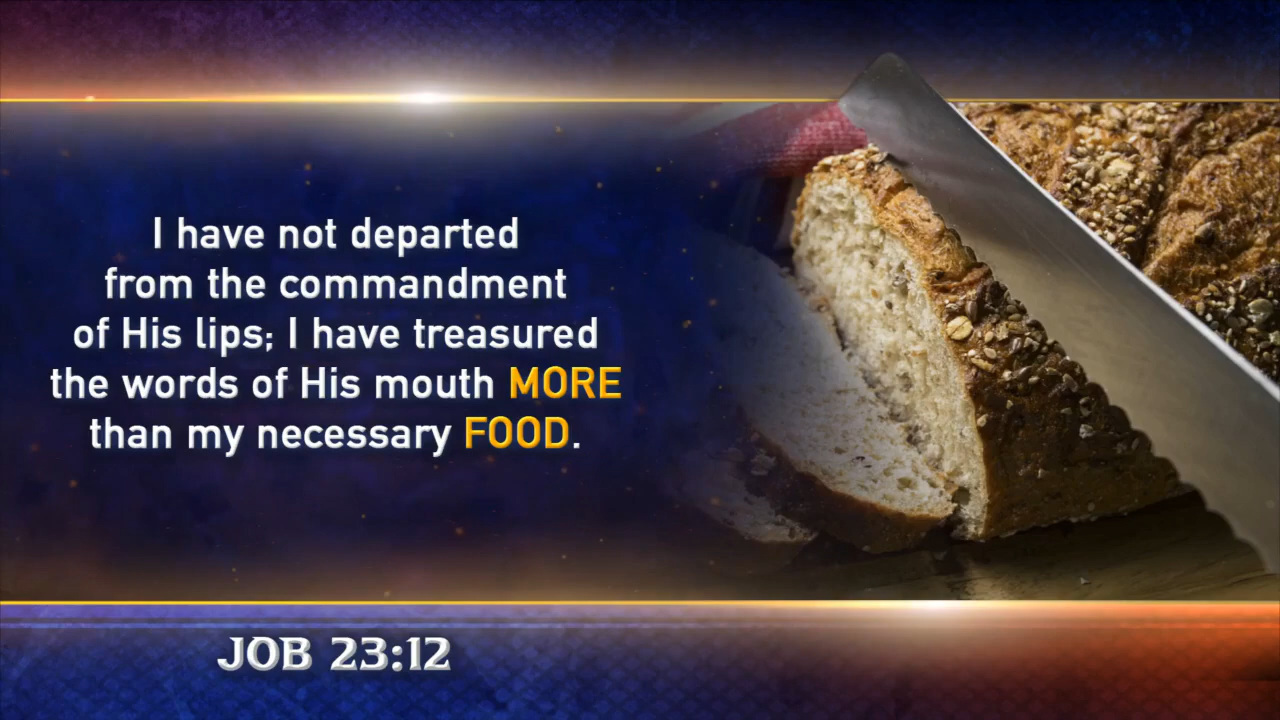 I have not departed
from the commandment
of His lips; I have treasured
the words of His mouth MORE
than my necessary FOOD.
JOB 23:12